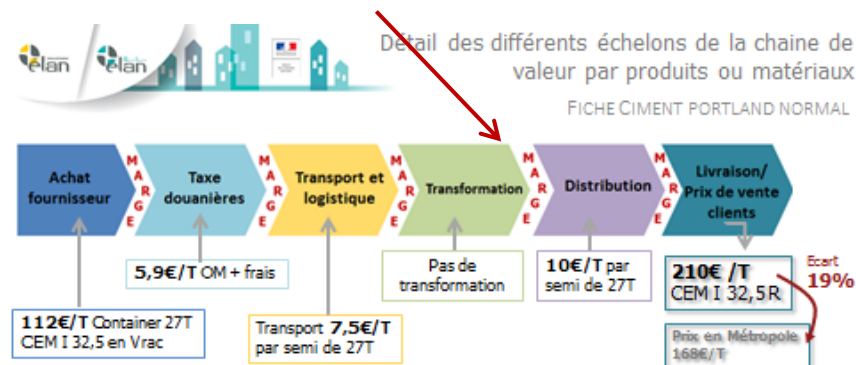 élan élan
Détail des différents échelons de la chaine de
valeur par produits ou matériaux
FICHE CIMENT PORTLAND NORMAL
Achat
fournisseur
MARGE
Taxe
douanières
MARGE
Transport et
logistique
MARGE
Transformation
MARGE
Distribution
MARGE
Livraison/
Prix de vente
clients
5,9€/T OM + frais
Pas de
transformation
10€/T par
semi de 27T
210€ /T
CEM I 32,5R
Ecart
19%
112€/T Container 27T
CEM I 32,5 en Vrac
Transport 7,5€/T
par semi de 27T
Prix en Métropole
168€/T